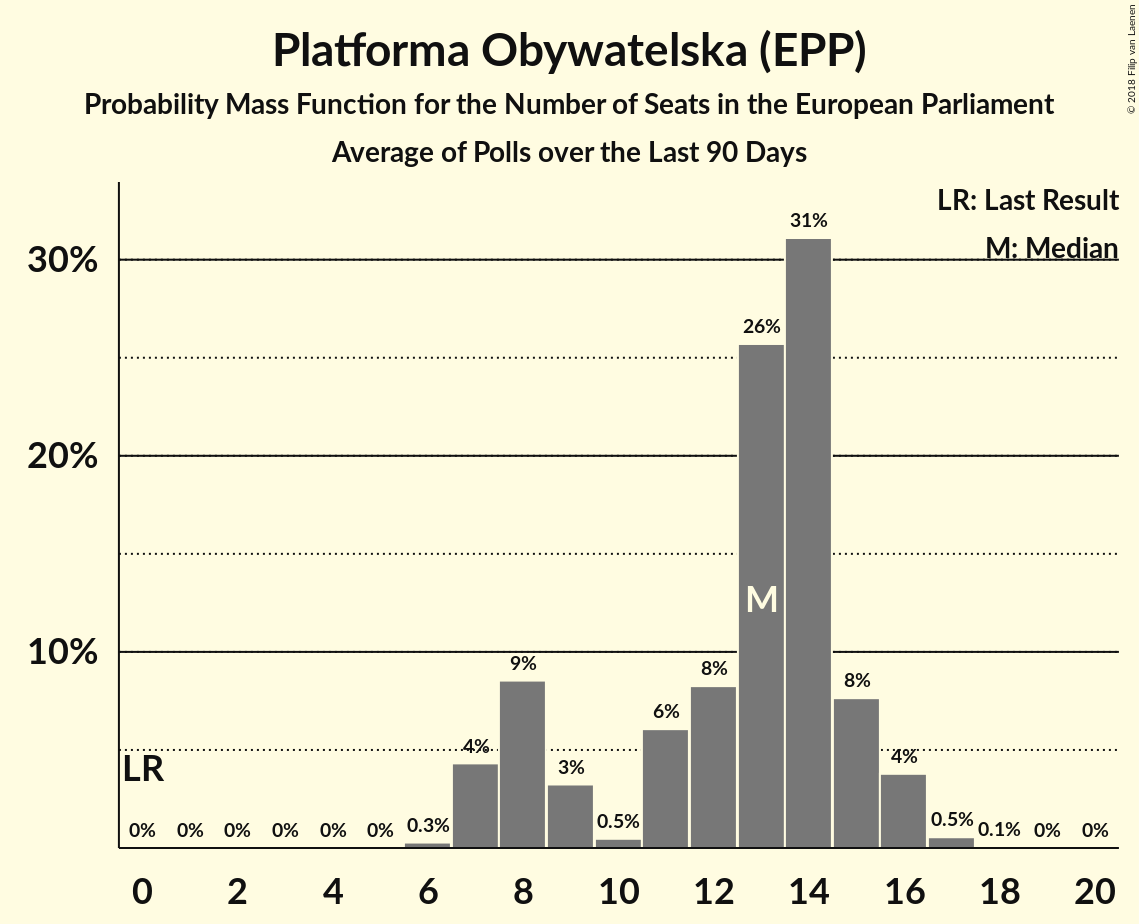 Platforma Obywatelska (EPP)
Probability Mass Function for the Number of Seats in the European Parliament
Average of Polls over the Last 90 Days
© 2018 Filip van Laenen
LR: Last Result
M: Median
30%
20%
10%
31%
26%
M
9%
8%
8%
6%
4%
4%
3%
LR
0% 0% 0% 0% 0% 0% 0.3% 0.5% 0.5% 0.1% 0% 0%
0 2 4 6 8 10 12 14 16 18 20